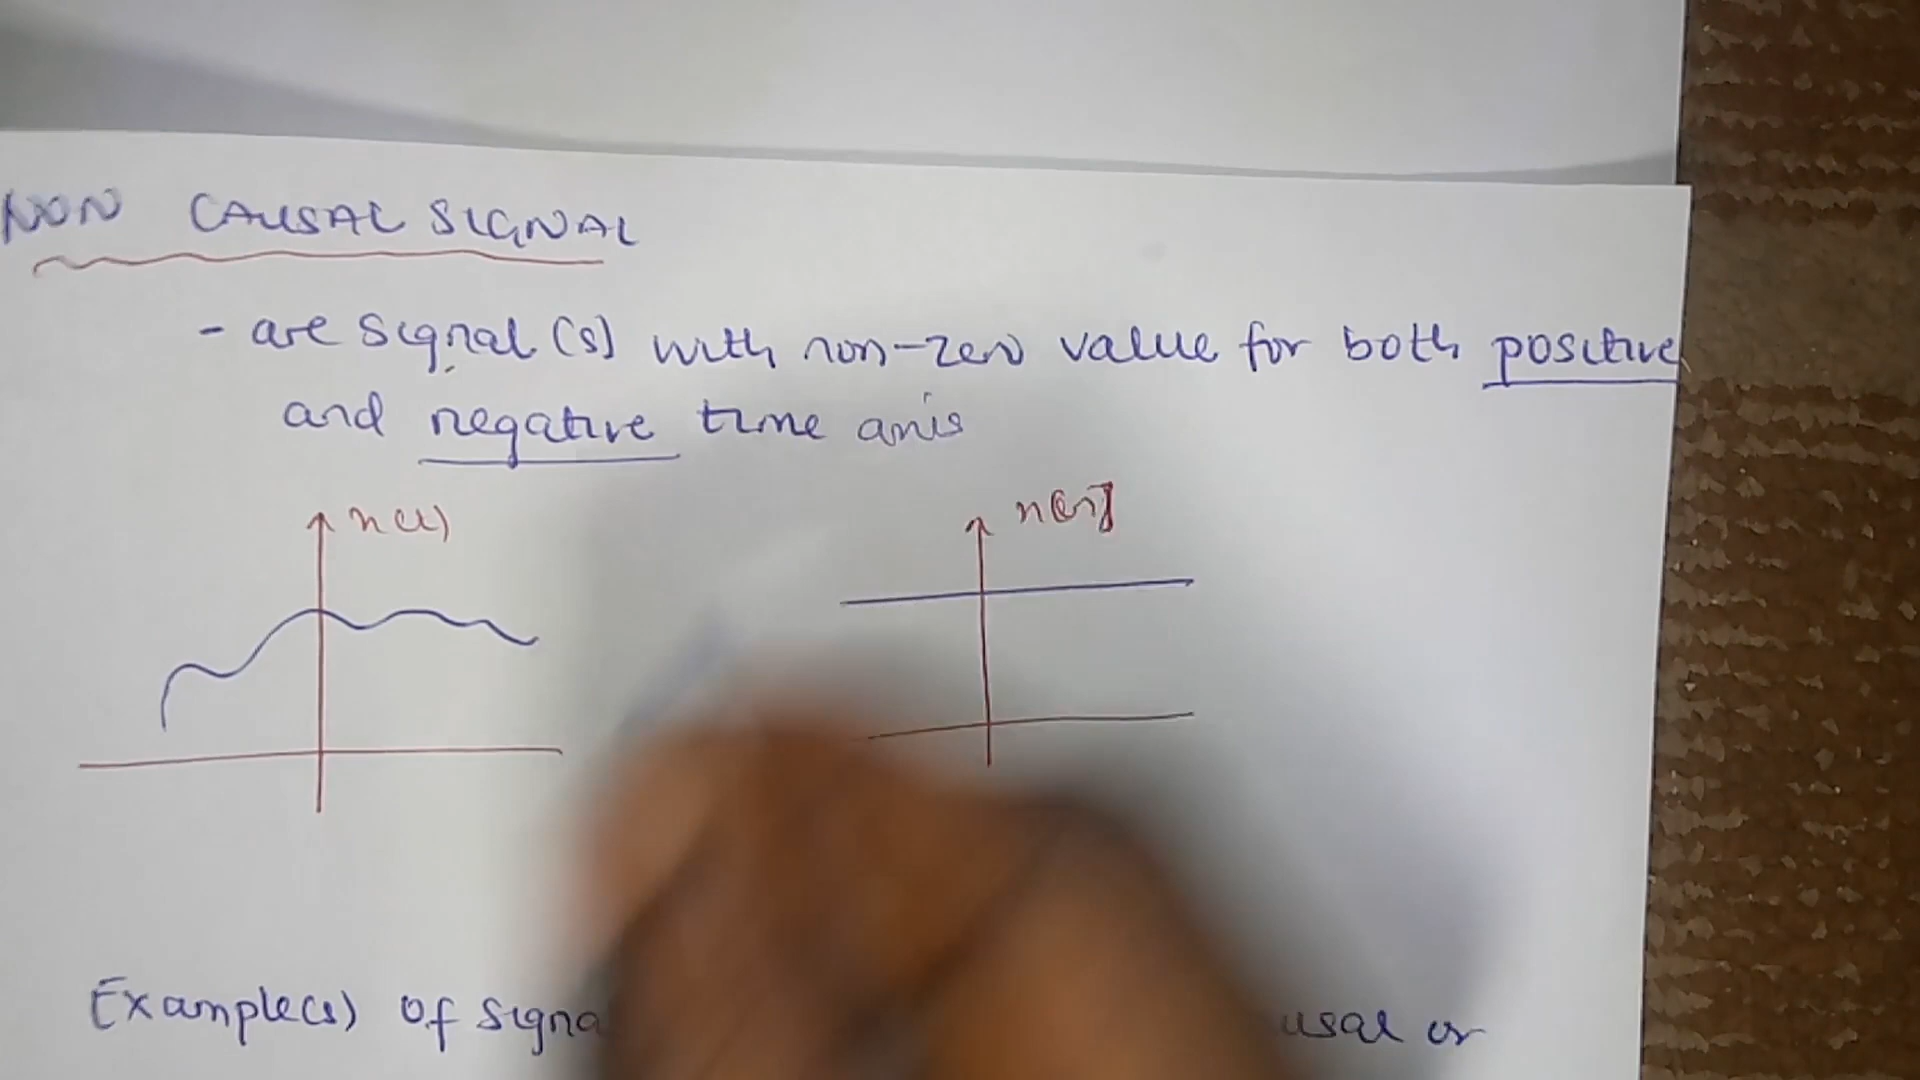 NON CAUSAL SIGNAL
- are signal(s) with non-zero value for both positive
and negative time axis
x(t)
x[n]
Example(s) of signa
usal or